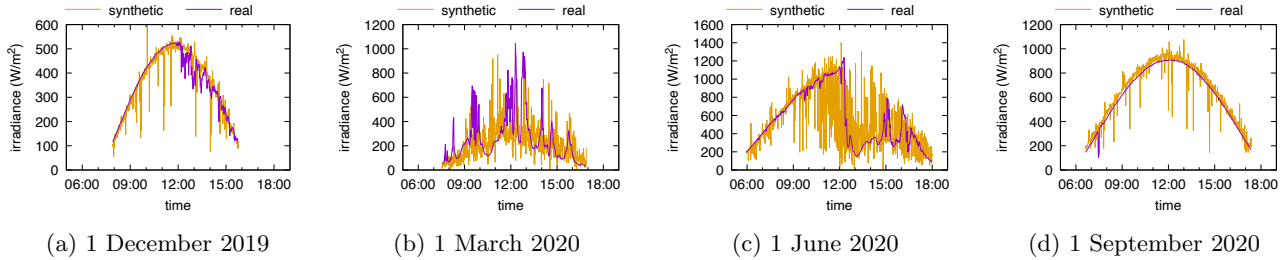 synthetic real
irradiance (W/m²)
600
500
400
300
200
100
0
06:00 09:00 12:00 15:00 18:00
time
(a) 1 December 2019
synthetic real
irradiance (W/m²)
1200
1000
800
600
400
200
0
06:00 09:00 12:00 15:00 18:00
time
(b) 1 March 2020
synthetic real
irradiance (W/m²)
1600
1400
1200
1000
800
600
400
200
0
06:00 09:00 12:00 15:00 18:00
time
(c) 1 June 2020
synthetic real
irradiance (W/m²)
1200
1000
800
600
400
200
0
06:00 09:00 12:00 15:00 18:00
time
(d) 1 September 2020